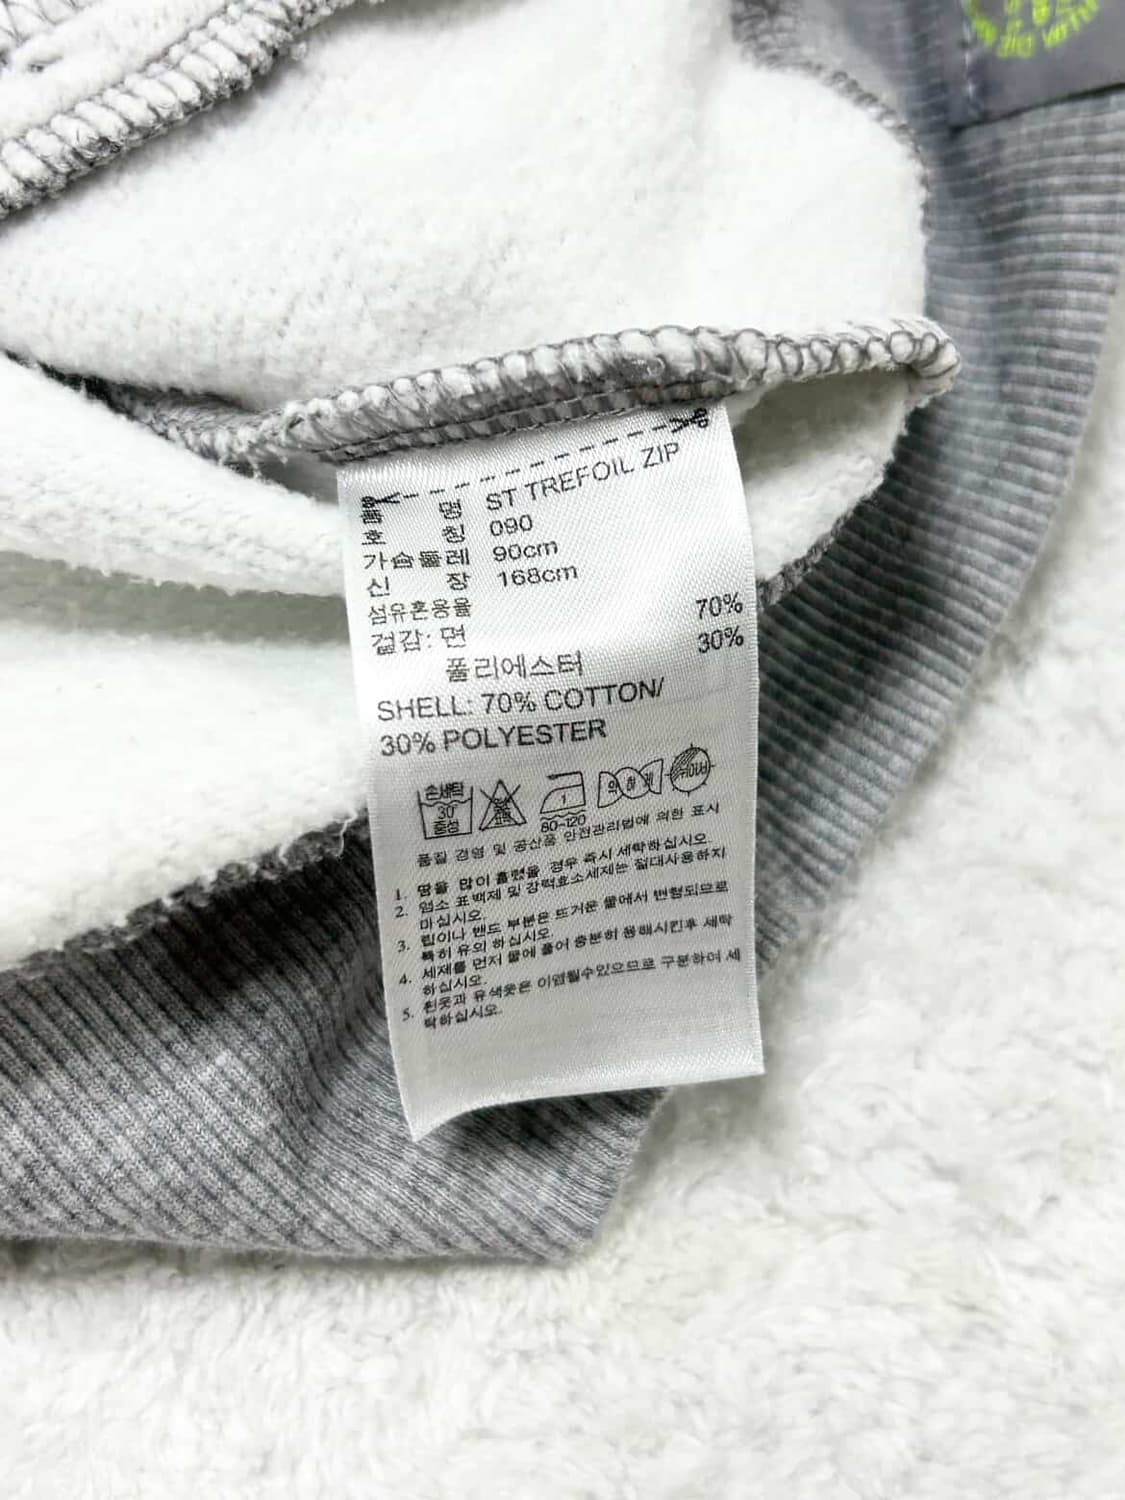 품 명 ST TREFOIL ZIP
호 칭 090
가슴둘레 90cm
신 장 168cm
섬유혼용율
겉감: 면 70%
폴리에스터 30%
SHELL: 70% COTTON/
30% POLYESTER
손세탁 30 중성
1
80~120
품질 경영 및 공산품 안전관리법에 의한 표시
1. 땀을 많이 흘렸을 경우 즉시 세탁하십시오.
2. 염소 표백제 및 강력효소세제는 절대사용하지
마십시오.
3. 립이나 밴드 부분은 뜨거운 물에서 변형되므로
특히 유의 하십시오.
4. 세제를 먼저 물에 풀어 충분히 용해시킨후 세탁
하십시오.
5. 흰옷과 유색옷은 이염될수있으므로 구분하여 세
탁하십시오.